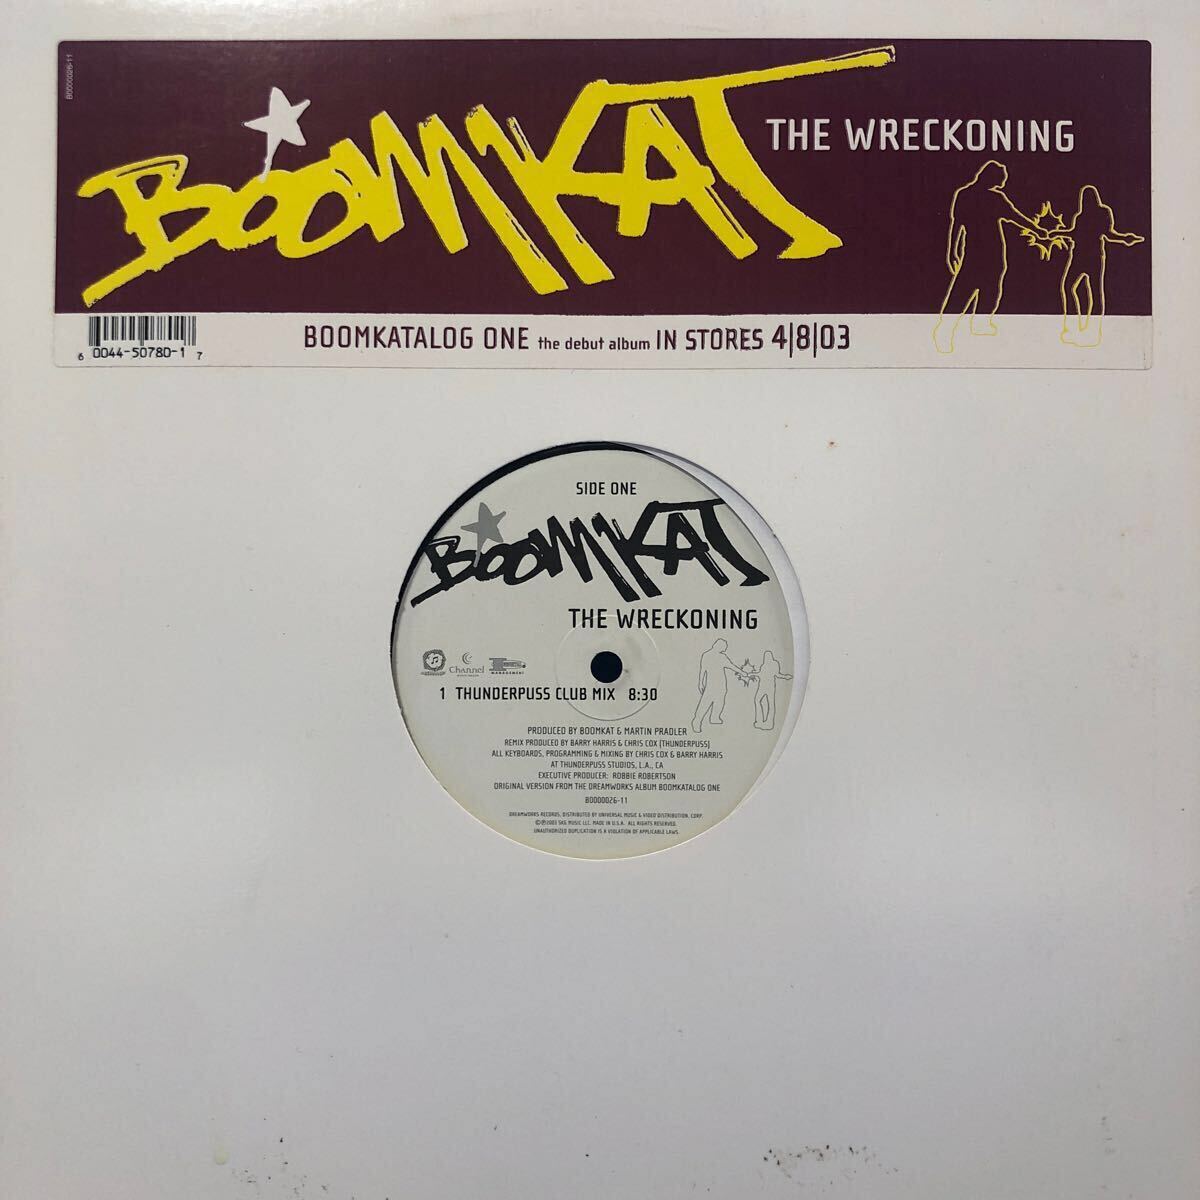 B0000026-11
BOOMKAT
THE WRECKONING
6 0044-50780-1 7
BOOMKATALOG ONE the debut album IN STORES 4|8|03
SIDE ONE
BOOMKAT
THE WRECKONING
Channel
MANAGEMENT
1 THUNDERPUSS CLUB MIX 8:30
PRODUCED BY BOOMKAT & MARTIN PRADLER
REMIX PRODUCED BY BARRY HARRIS & CHRIS COX (THUNDERPUSS)
ALL KEYBOARDS, PROGRAMMING & MIXING BY CHRIS COX & BARRY HARRIS
AT THUNDERPUSS STUDIOS, L.A., CA
EXECUTIVE PRODUCER: ROBBIE ROBERTSON
ORIGINAL VERSION FROM THE DREAMWORKS ALBUM BOOMKATALOG ONE
B0000026-11
DREAMWORKS RECORDS, DISTRIBUTED BY UNIVERSAL MUSIC & VIDEO DISTRIBUTION, CORP.
©℗2003 SKG MUSIC LLC. MADE IN U.S.A. ALL RIGHTS RESERVED.
UNAUTHORIZED DUPLICATION IS A VIOLATION OF APPLICABLE LAWS.